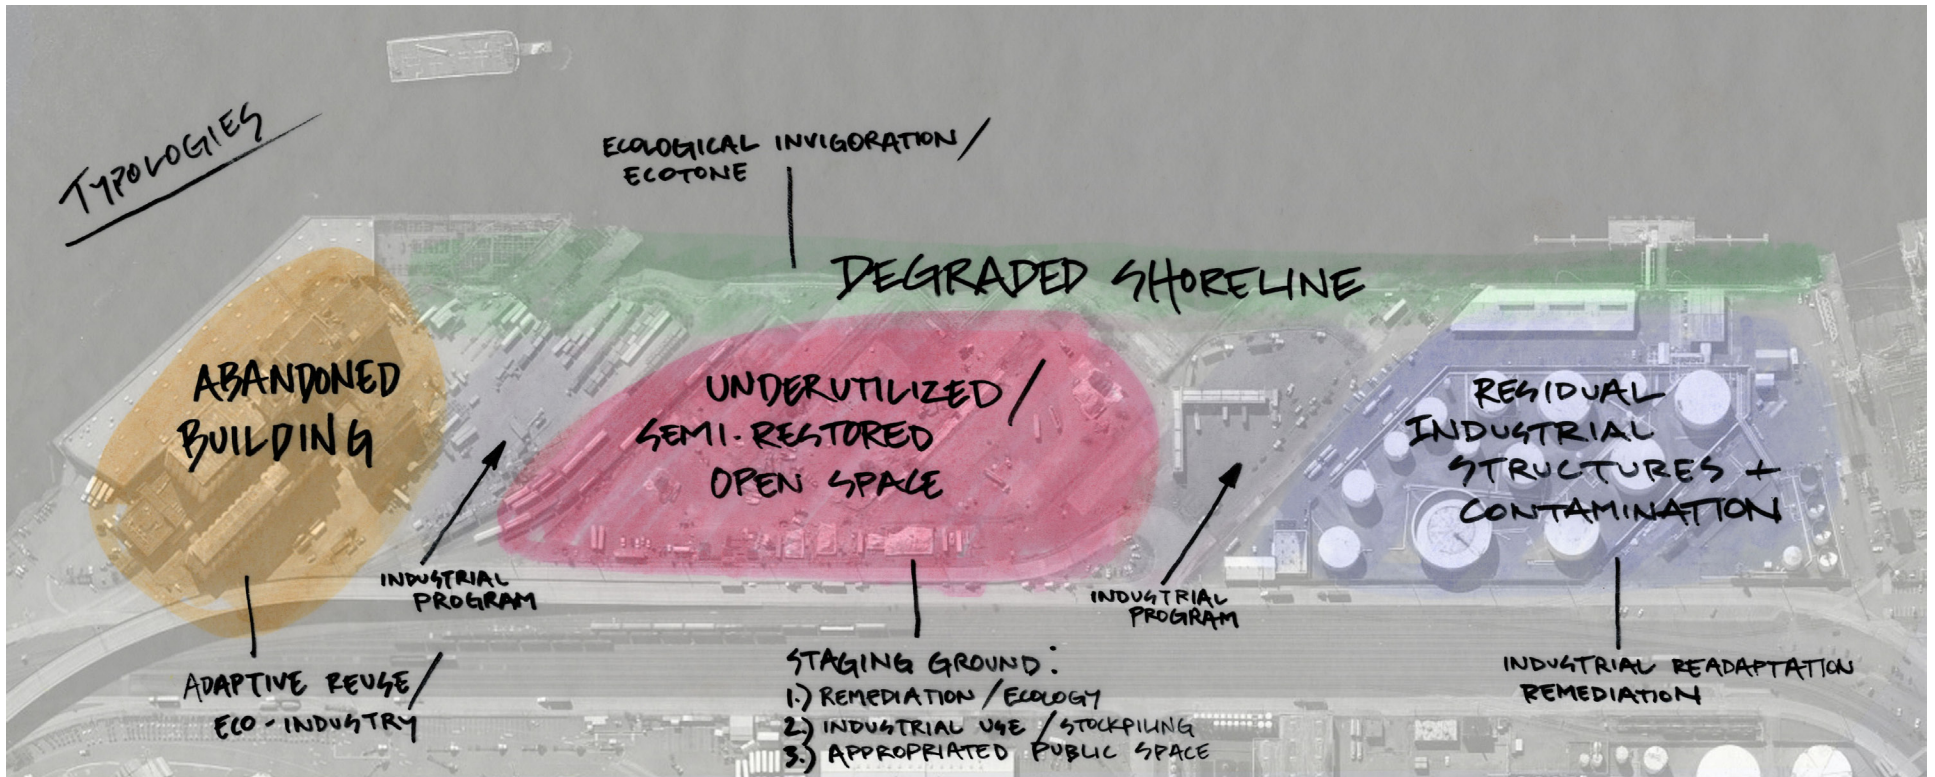 TYPOLOGIES
ECOLOGICAL INVIGORATION/
ECOTONE
DEGRADED SHORELINE
ABANDONED
BUILDING
UNDERUTILIZED/
SEMI-RESTORED
OPEN SPACE
RESIDUAL
INDUSTRIAL
STRUCTURES +
CONTAMINATION
INDUSTRIAL
PROGRAM
INDUSTRIAL
PROGRAM
ADAPTIVE REUSE/
ECO-INDUSTRY
STAGING GROUND:
1.) REMEDIATION/ECOLOGY
2.) INDUSTRIAL USE/STOCKPILING
3.) APPROPRIATED PUBLIC SPACE
INDUSTRIAL READAPTATION
REMEDIATION